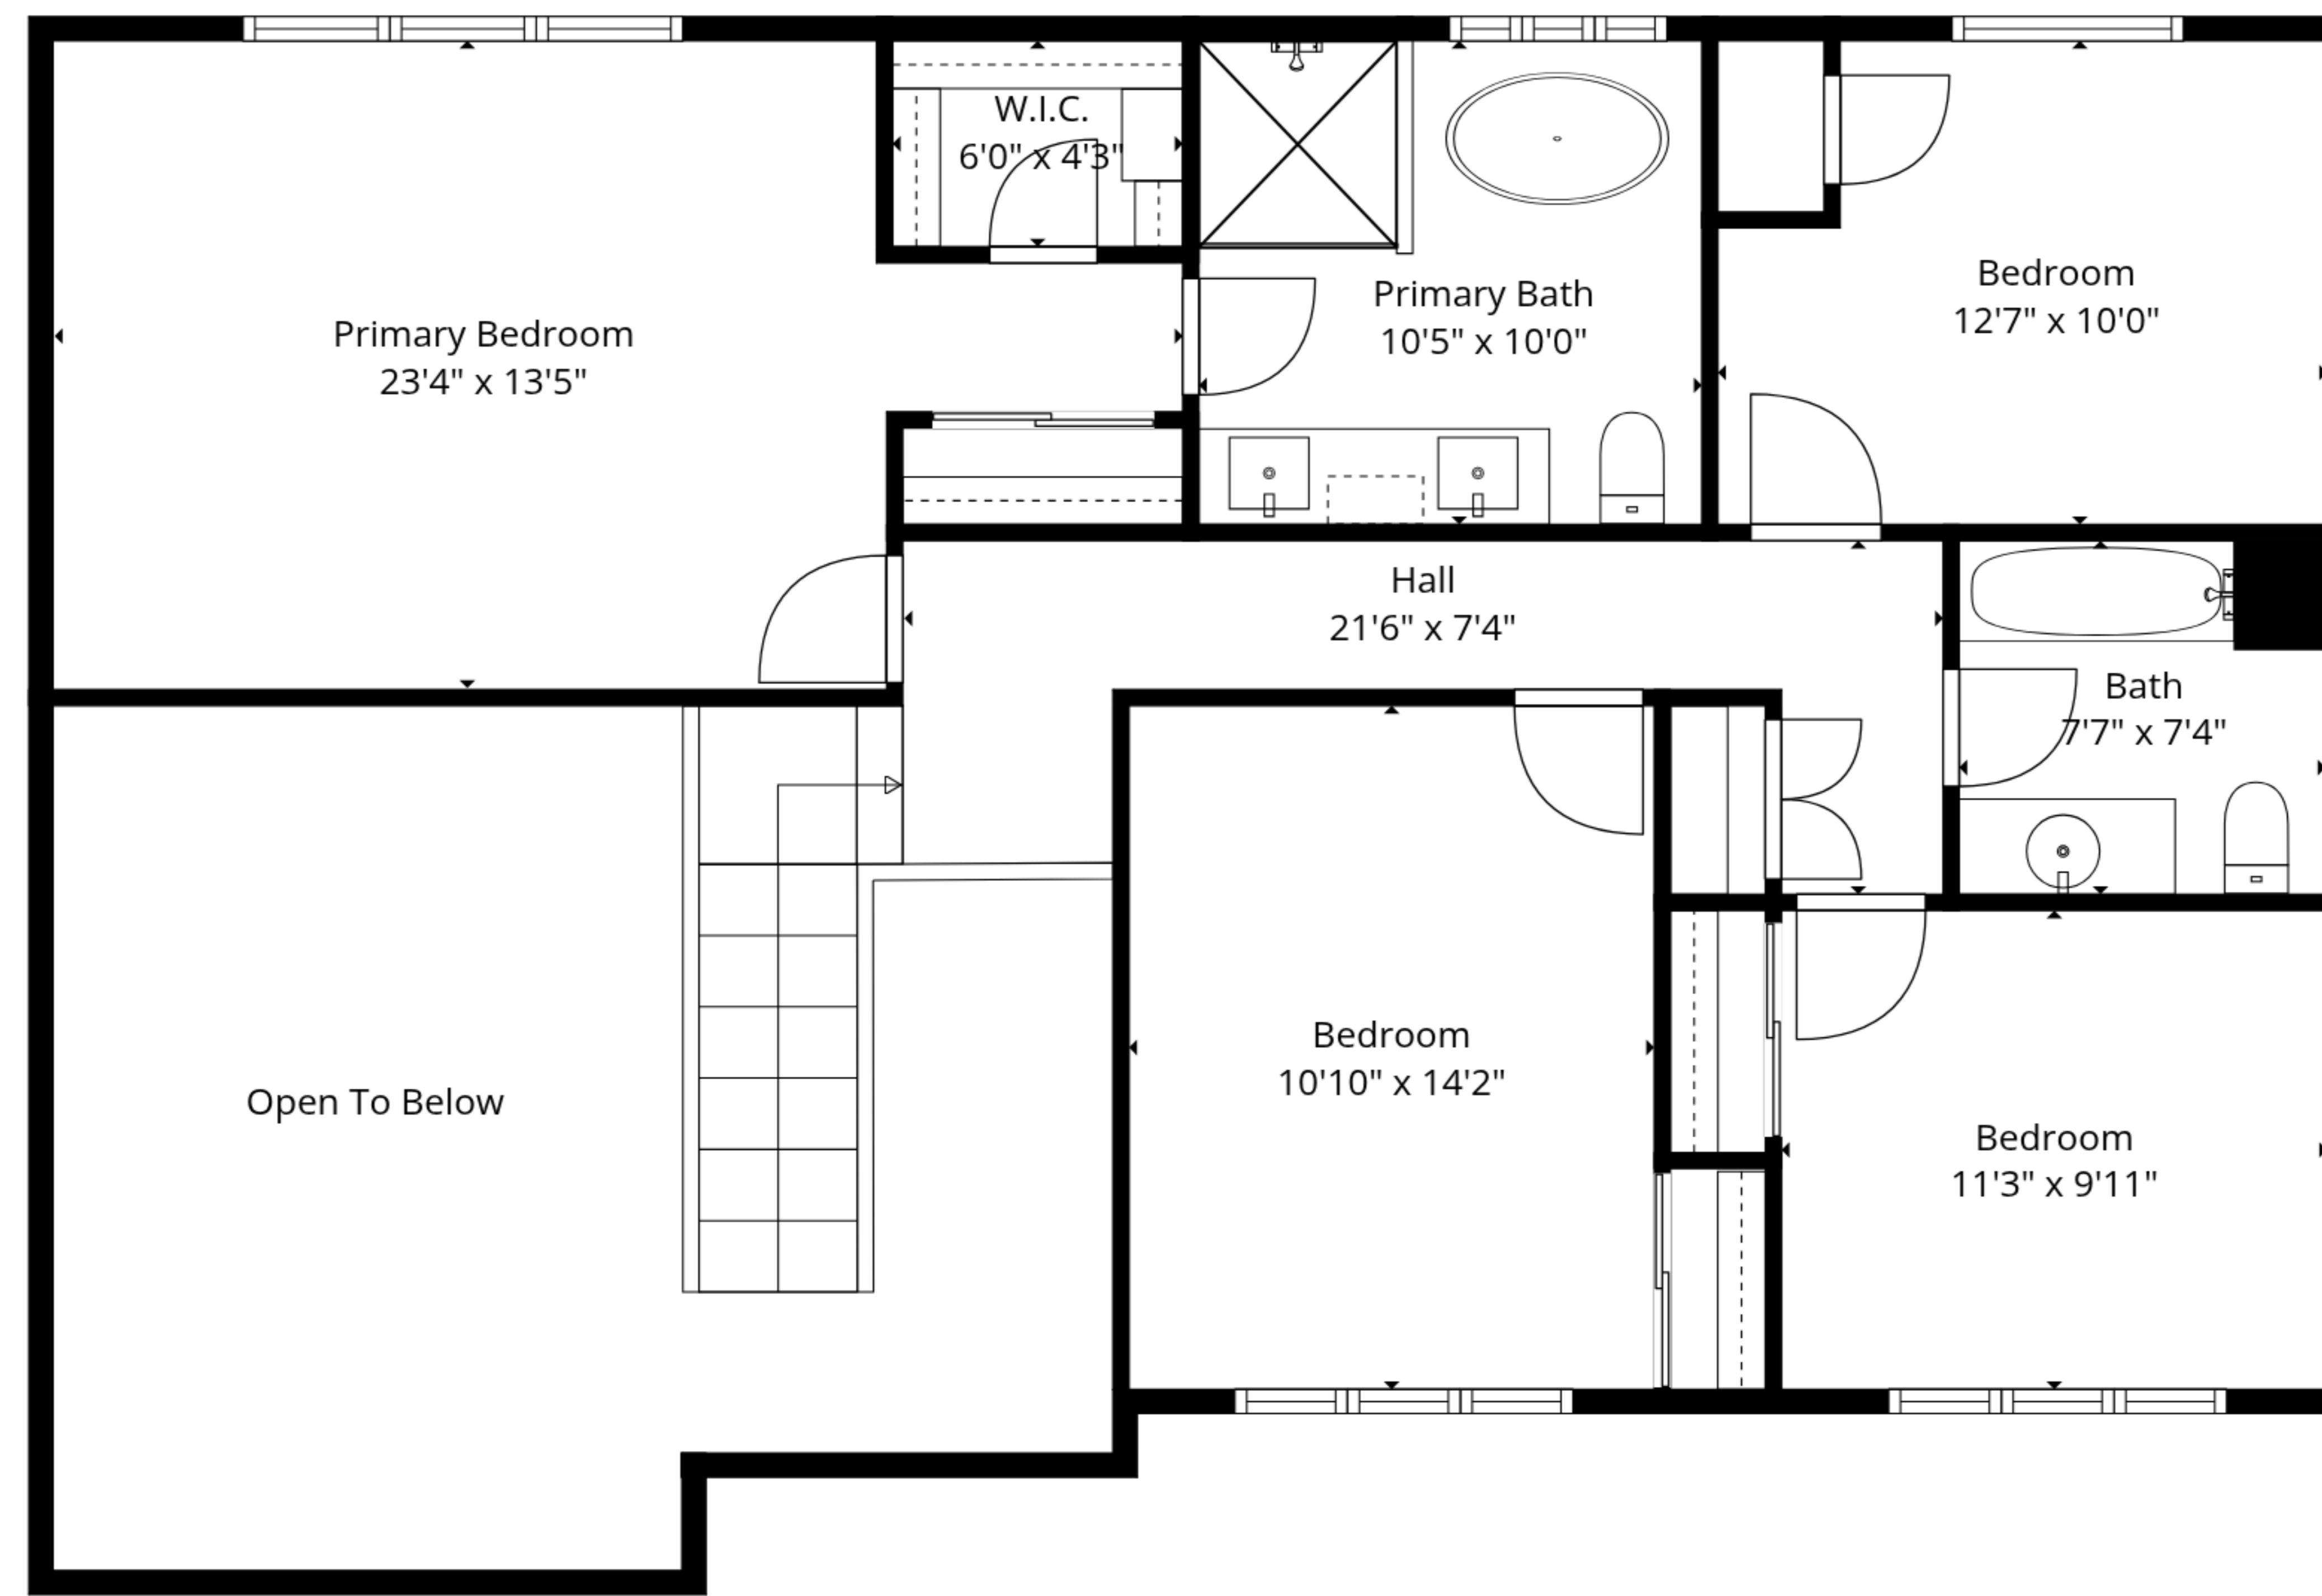 W.I.C.
6'0" x 4'3"
Primary Bedroom
23'4" x 13'5"
Primary Bath
10'5" x 10'0"
Bedroom
12'7" x 10'0"
Hall
21'6" x 7'4"
Bath
7'7" x 7'4"
Open To Below
Bedroom
10'10" x 14'2"
Bedroom
11'3" x 9'11"